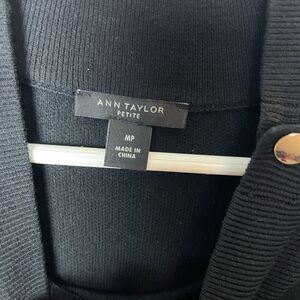 ANN TAYLOR
PETITE
MP
MADE IN
CHINA